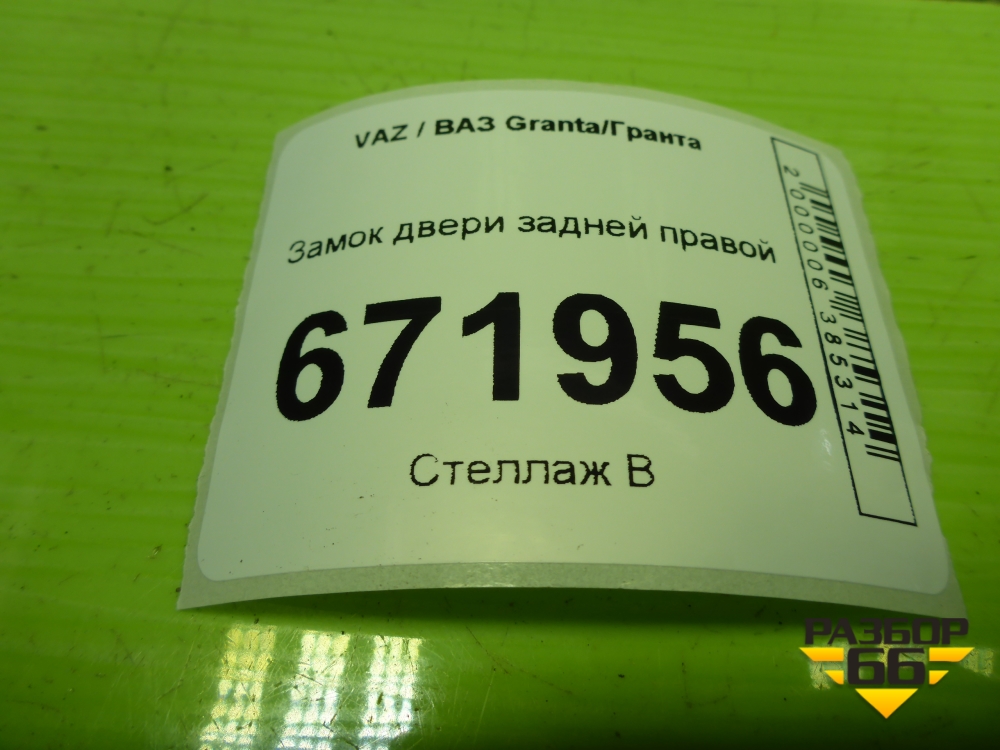 VAZ / ВАЗ Granta/Гранта
Замок двери задней правой
671956
Стеллаж В
2000006385314
РАЗБОР
66